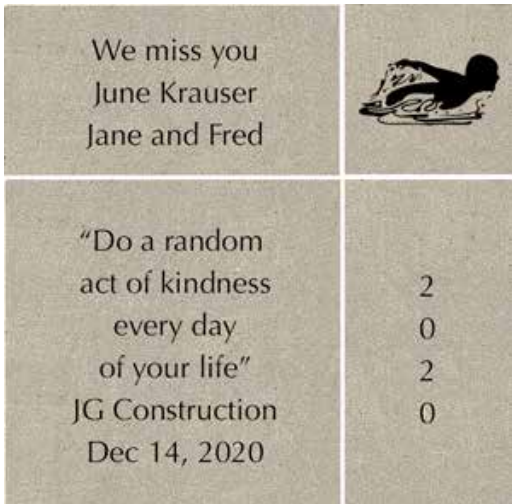 We miss you
June Krauser
Jane and Fred
“Do a random
act of kindness
every day
of your life”
JG Construction
Dec 14, 2020
2
0
2
0